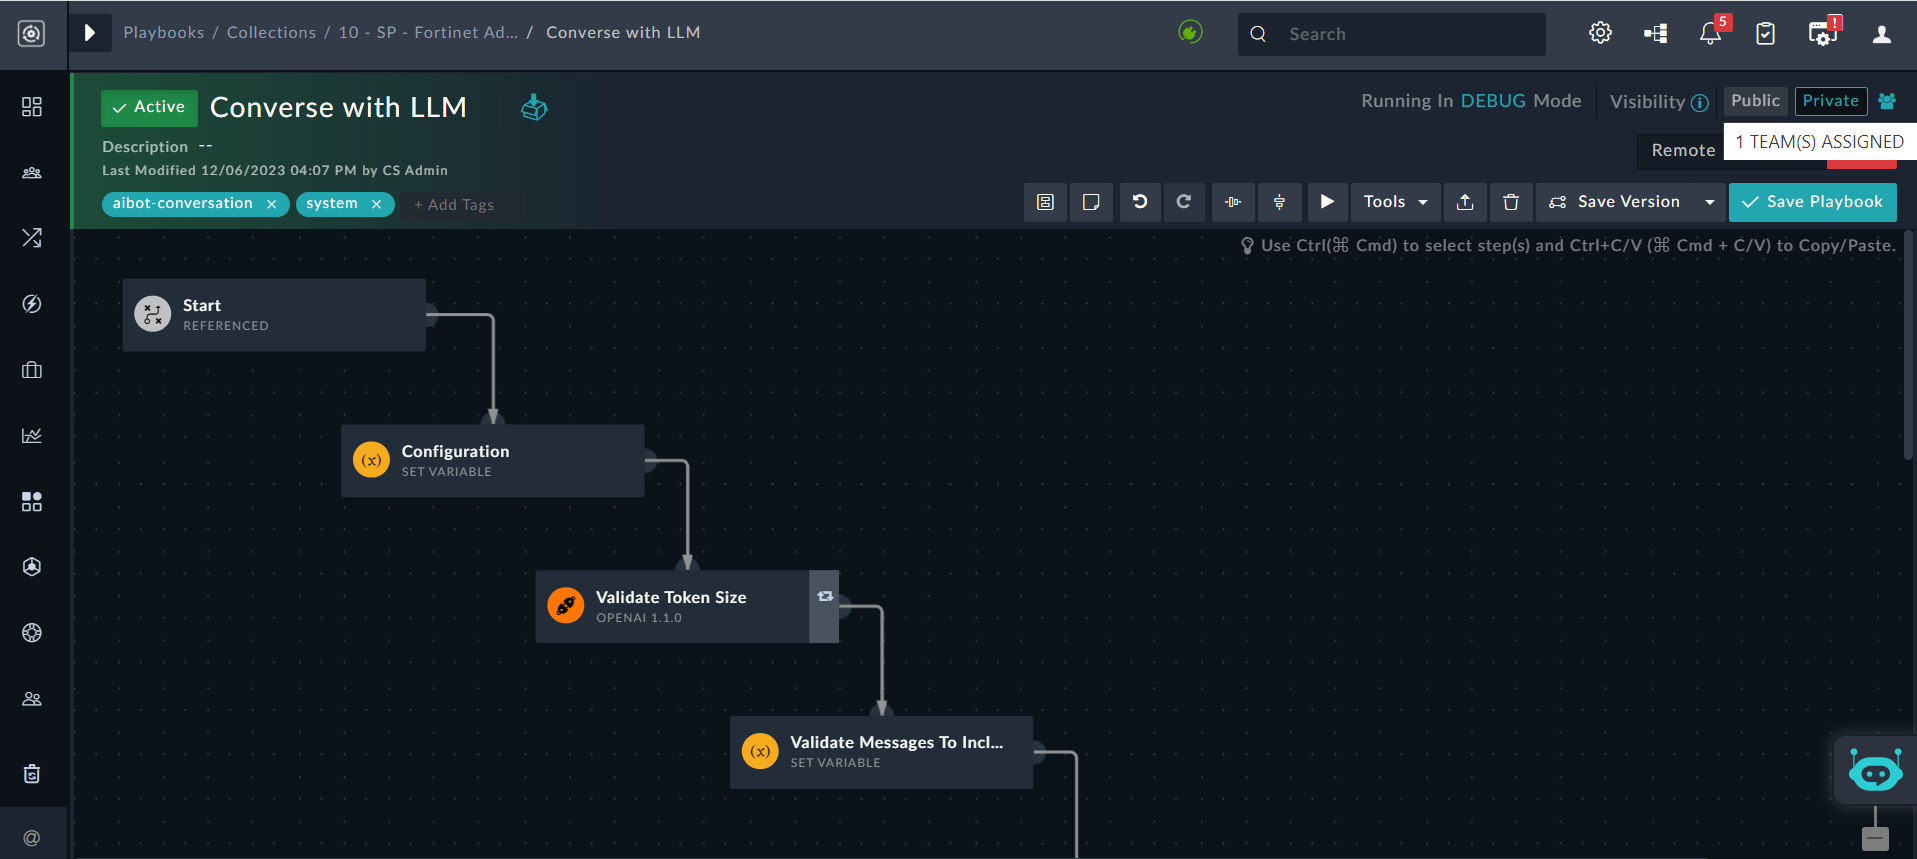 Playbooks / Collections / 10 - SP - Fortinet Ad... / Converse with LLM
Search
5
!
Active
Converse with LLM
Running In DEBUG Mode
Visibility
Public
Private
1 TEAM(S) ASSIGNED
Description --
Remote
Last Modified 12/06/2023 04:07 PM by CS Admin
aibot-conversation ×
system ×
+ Add Tags
Tools
Save Version
Save Playbook
Use Ctrl(⌘ Cmd) to select step(s) and Ctrl+C/V (⌘ Cmd + C/V) to Copy/Paste.
Start
REFERENCED
(x)
Configuration
SET VARIABLE
Validate Token Size
OPENAI 1.1.0
(x)
Validate Messages To Incl...
SET VARIABLE
@